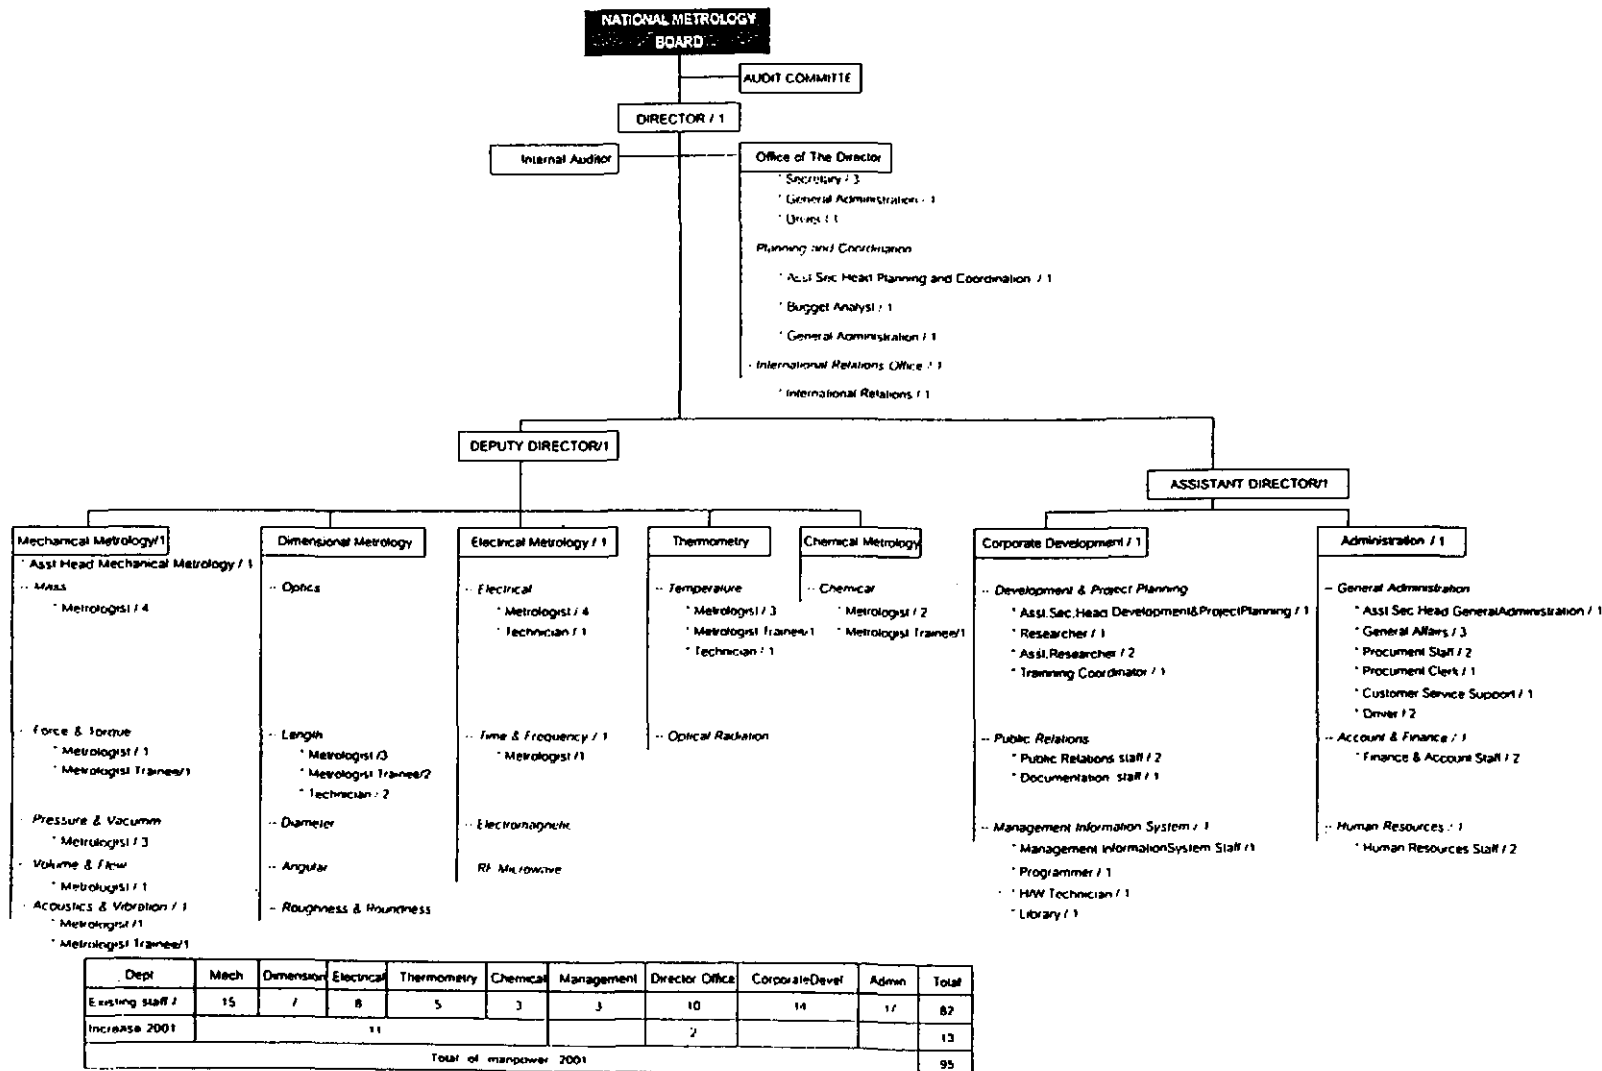 NATIONAL METROLOGY
BOARD
AUDIT COMMITTE
DIRECTOR / 1
Internal Auditor
Office of The Director
* Secretary / 3
* General Administration / 1
* Driver / 1
Planning and Coordination
* Asst Sec Head Planning and Coordination / 1
* Bugget Analyst / 1
* General Administration / 1
-- International Relations Office / 1
* International Relations / 1
DEPUTY DIRECTOR/1
ASSISTANT DIRECTOR/1
Mechanical Metrology/1
* Asst Head Mechanical Metrology / 1
-- Mass
* Metrologist / 4
-- Force & Torque
* Metrologist / 1
* Metrologist Trainee/1
Pressure & Vacumm
* Metrologist / 3
- Volume & Flow
* Metrologist / 1
- Acoustics & Vibration / 1
* Metrologist /1
* Metrologist Trainee/1
Dimensional Metrology
-- Optics
-- Length
* Metrologist /3
* Metrologist Trainee/2
* Technician / 2
-- Diameter
-- Angular
-- Roughness & Roundness
Electrical Metrology / 1
-- Electrical
* Metrologist / 4
* Technician / 1
-- Time & Frequency / 1
* Metrologist /1
-- Electromagnetic
RF Microwave
Thermometry
-- Temperature
* Metrologist / 3
* Metrologist Trainee/1
* Technician / 1
-- Optical Radiation
Chemical Metrology
-- Chemical
* Metrologist / 2
* Metrologist Trainee/1
Corporate Development / 1
-- Development & Project Planning
* Asst.Sec.Head Development&ProjectPlanning / 1
* Researcher / 1
* Asst.Researcher / 2
* Trainning Coordinator / 1
-- Public Relations
* Public Relations staff / 2
* Documentation staff / 1
-- Management Information System / 1
* Management InformationSystem Staff /1
* Programmer / 1
* H/W Technician / 1
* Library / 1
Administration / 1
-- General Administration
* Asst Sec Head GeneralAdministration / 1
* General Affairs / 3
* Procument Staff / 2
* Procument Clerk / 1
* Customer Service Support / 1
* Driver / 2
-- Account & Finance / 1
* Finance & Account Staff / 2
-- Human Resources / 1
* Human Resources Staff / 2
Dept Mech Dimension Electrical Thermometry Chemical Management Director Office CorporateDevel Admin Total
Existing staff / 15 7 8 5 3 3 10 14 17 82
Increase 2001 11 2 13
Total of manpower 2001 95